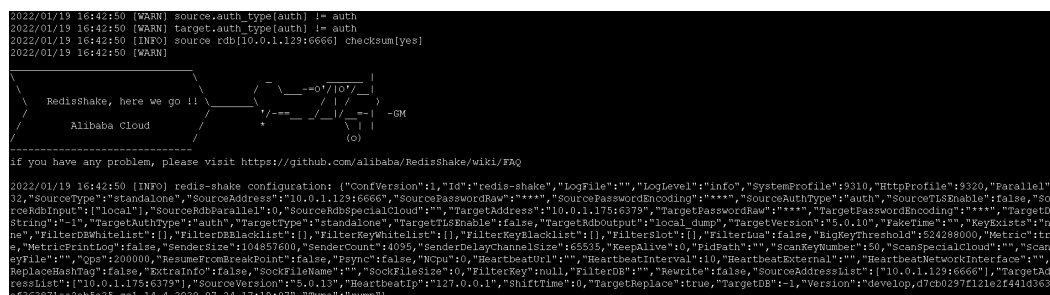 2022/01/19 16:42:50 [WARN] source.auth_type[auth] != auth
2022/01/19 16:42:50 [WARN] target.auth_type[auth] != auth
2022/01/19 16:42:50 [INFO] source rdb[10.0.1.129:6666] checksum[yes]
2022/01/19 16:42:50 [WARN]
RedisShake, here we go !!
-GM
Alibaba Cloud
if you have any problem, please visit https://github.com/alibaba/RedisShake/wiki/FAQ
2022/01/19 16:42:50 [INFO] redis-shake configuration: {"ConfVersion":1,"Id":"redis-shake","LogFile":"","LogLevel":"info","SystemProfile":9310,"HttpProfile":9320,"Parallel":
32,"SourceType":"standalone","SourceAddress":"10.0.1.129:6666","SourcePasswordRaw":"***","SourcePasswordEncoding":"***","SourceAuthType":"auth","SourceTLSEnable":false,"So
rceRdbInput":["local"],"SourceRdbParallel":0,"SourceRdbSpecialCloud":"","TargetAddress":"10.0.1.175:6379","TargetPasswordRaw":"***","TargetPasswordEncoding":"***","TargetD
String":"-1","TargetAuthType":"auth","TargetType":"standalone","TargetTLSEnable":false,"TargetRdbOutput":"local_dump","TargetVersion":"5.0.10","FakeTime":"","KeyExists":"n
ne","FilterDBWhitelist":[],"FilterDBBlacklist":[],"FilterKeyWhitelist":[],"FilterKeyBlacklist":[],"FilterSlot":[],"FilterLua":false,"BigKeyThreshold":524288000,"Metric":tr
e,"MetricPrintLog":false,"SenderSize":104857600,"SenderCount":4095,"SenderDelayChannelSize":65535,"KeepAlive":0,"PidPath":"","ScanKeyNumber":50,"ScanSpecialCloud":"","Scan
eyFile":"","Qps":200000,"ResumeFromBreakPoint":false,"Psync":false,"NCpu":0,"HeartbeatUrl":"","HeartbeatInterval":10,"HeartbeatExternal":"","HeartbeatNetworkInterface":"",
ReplaceHashTag":false,"ExtraInfo":false,"SockFileName":"","SockFileSize":0,"FilterKey":null,"FilterDB":"","Rewrite":false,"SourceAddressList":["10.0.1.129:6666"],"TargetAd
ressList":["10.0.1.175:6379"],"SourceVersion":"5.0.13","HeartbeatIp":"127.0.0.1","ShiftTime":0,"TargetReplace":true,"TargetDB":-1,"Version":"develop,d7cb0297f121e2f441d363